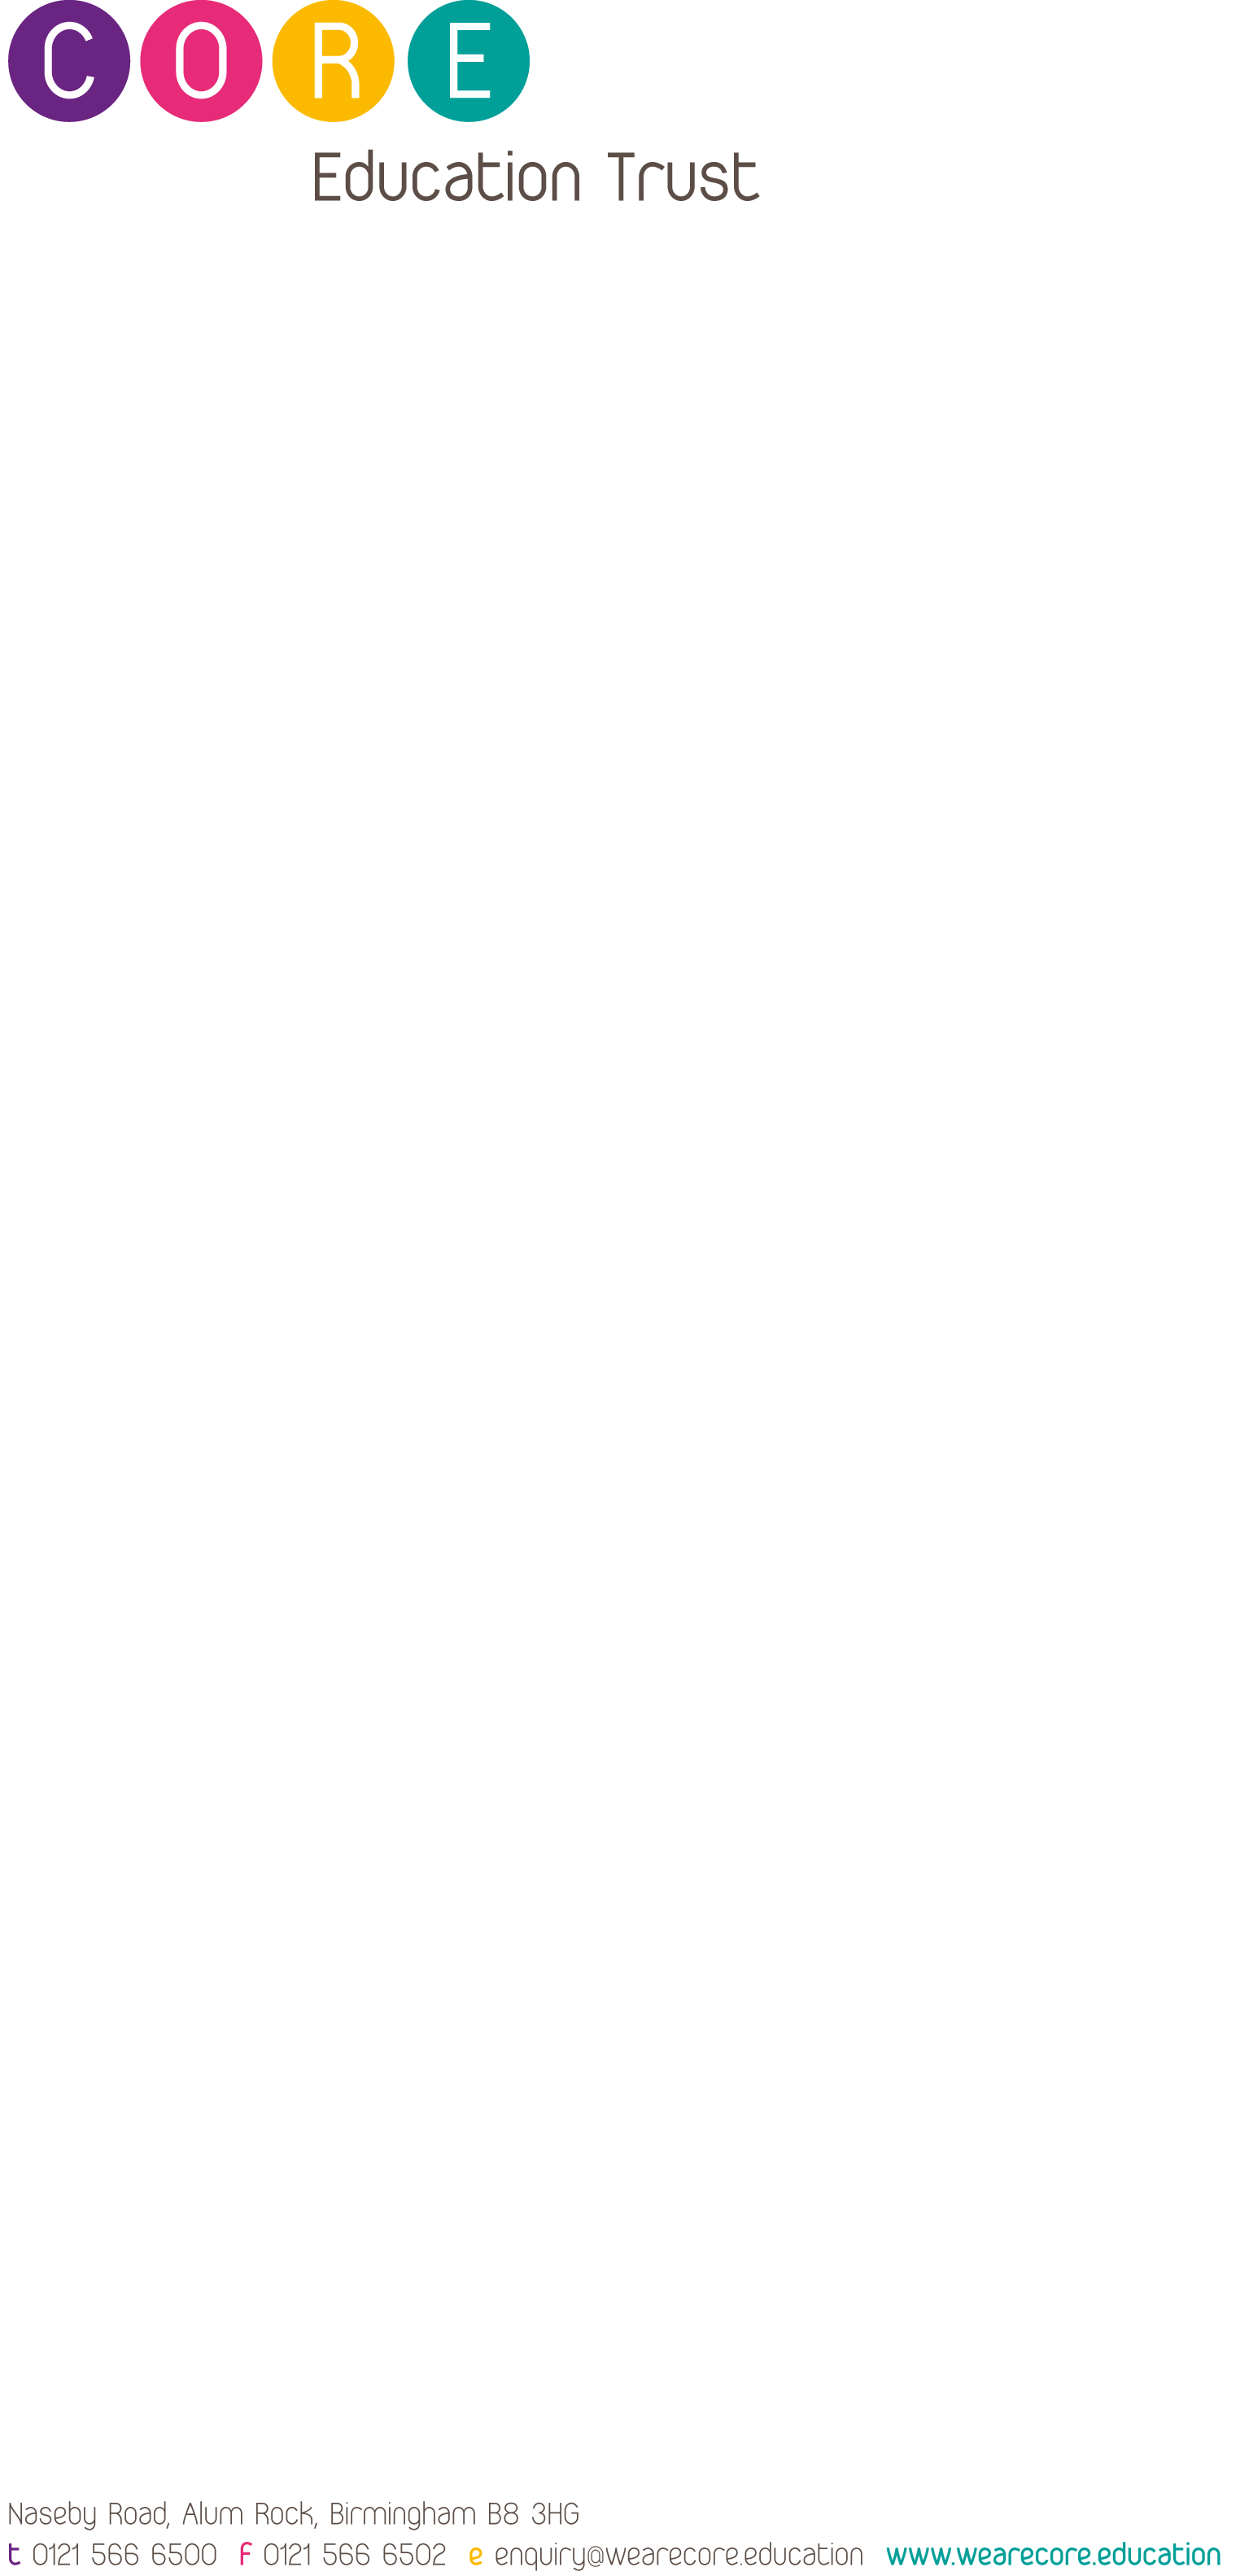 CORE
Education Trust
Naseby Road, Alum Rock, Birmingham B8 3HG
t 0121 566 6500 f 0121 566 6502 e enquiry@wearecore.education www.wearecore.education